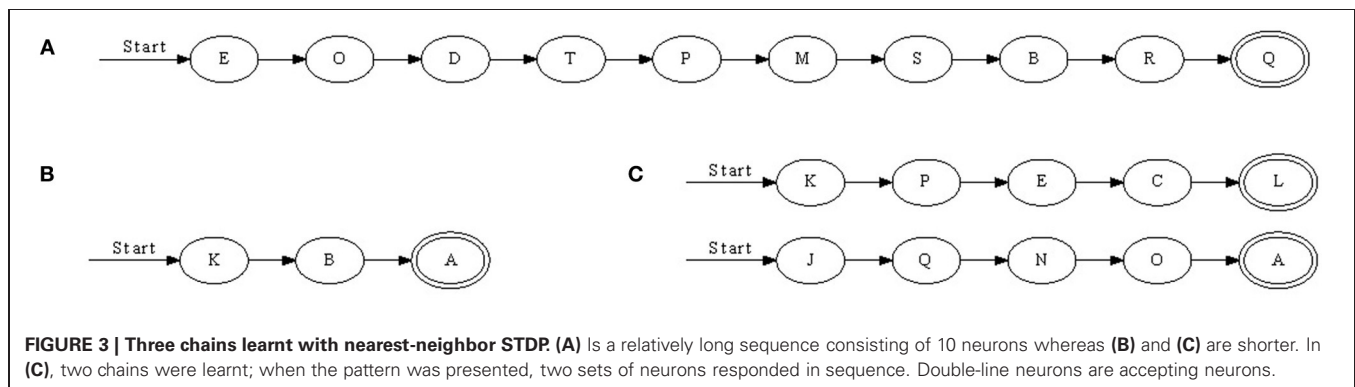 A
Start E O D T P M S B R Q
B
C
Start K P E C L
Start K B A
Start J Q N O A
FIGURE 3 | Three chains learnt with nearest-neighbor STDP. (A) Is a relatively long sequence consisting of 10 neurons whereas (B) and (C) are shorter. In
(C), two chains were learnt; when the pattern was presented, two sets of neurons responded in sequence. Double-line neurons are accepting neurons.